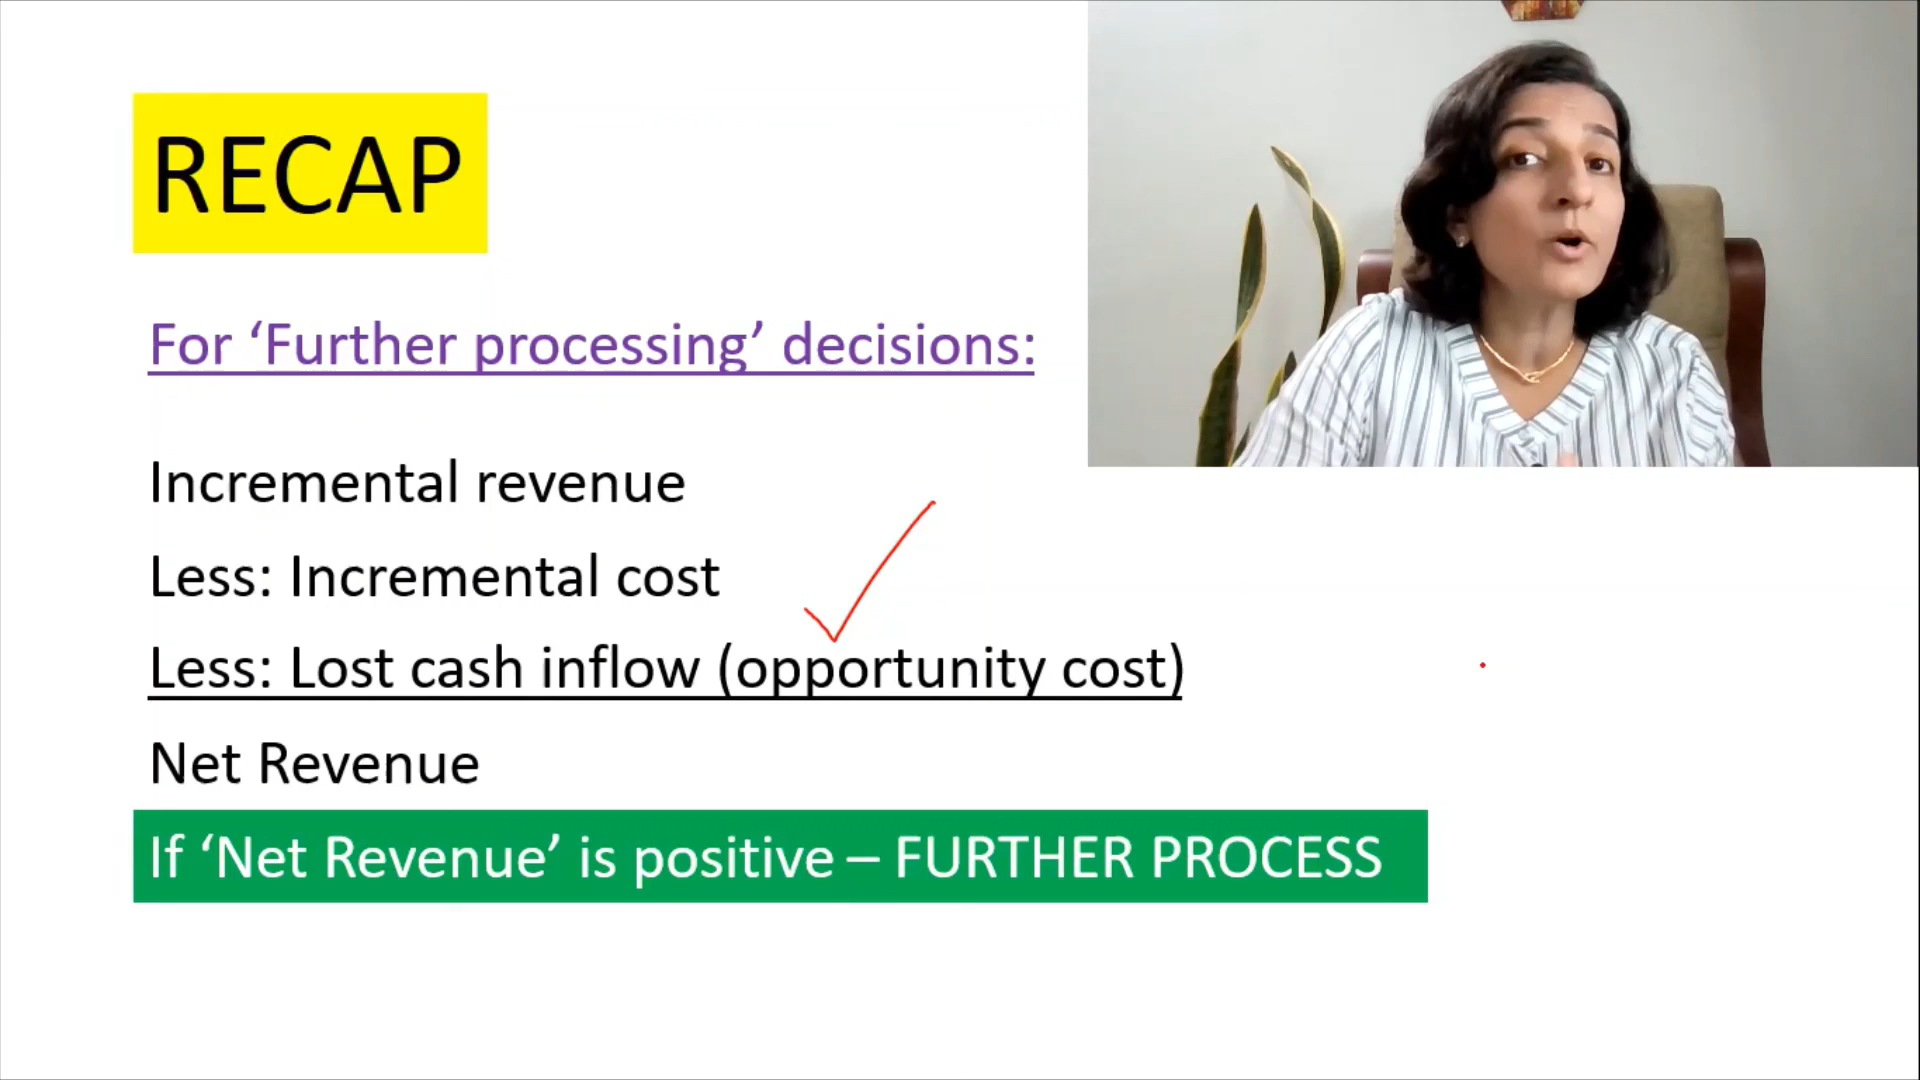 RECAP
For ‘Further processing’ decisions:
Incremental revenue
Less: Incremental cost
Less: Lost cash inflow (opportunity cost)
Net Revenue
If ‘Net Revenue’ is positive – FURTHER PROCESS